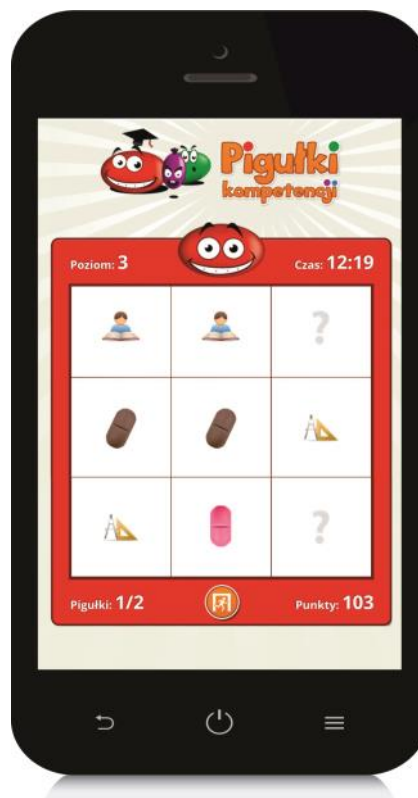 Pigułki
kompetencji
Poziom: 3
Czas: 12:19
?
?
Pigułki: 1/2
Punkty: 103